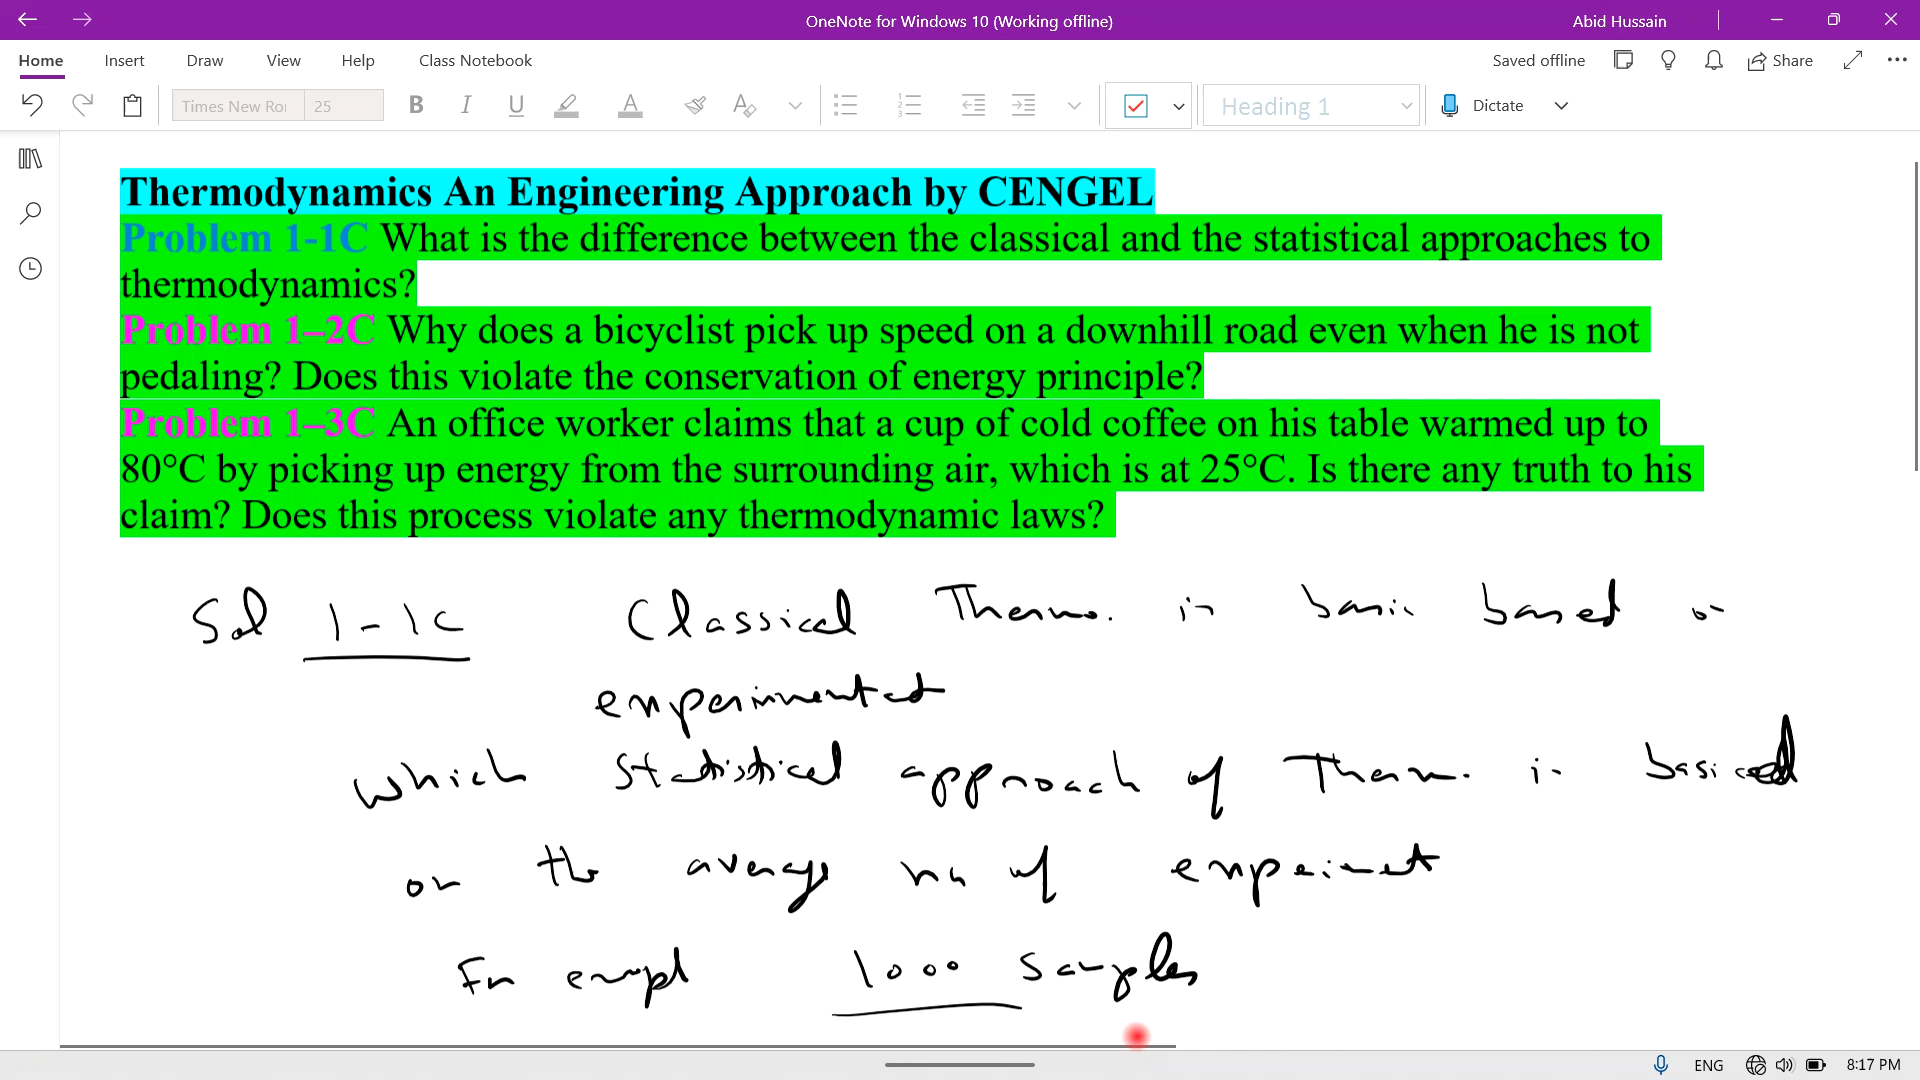 OneNote for Windows 10 (Working offline)
Abid Hussain
Home Insert Draw View Help Class Notebook
Saved offline Share
Times New Ro 25 B I U A Heading 1 Dictate
Thermodynamics An Engineering Approach by CENGEL
Problem 1-1C What is the difference between the classical and the statistical approaches to
thermodynamics?
Problem 1–2C Why does a bicyclist pick up speed on a downhill road even when he is not
pedaling? Does this violate the conservation of energy principle?
Problem 1–3C An office worker claims that a cup of cold coffee on his table warmed up to
80°C by picking up energy from the surrounding air, which is at 25°C. Is there any truth to his
claim? Does this process violate any thermodynamic laws?
Sol 1-1C Classical Thermo. is basic based on
which statistical approach of Therm. is
on the average of
1000 samples
ENG 8:17 PM